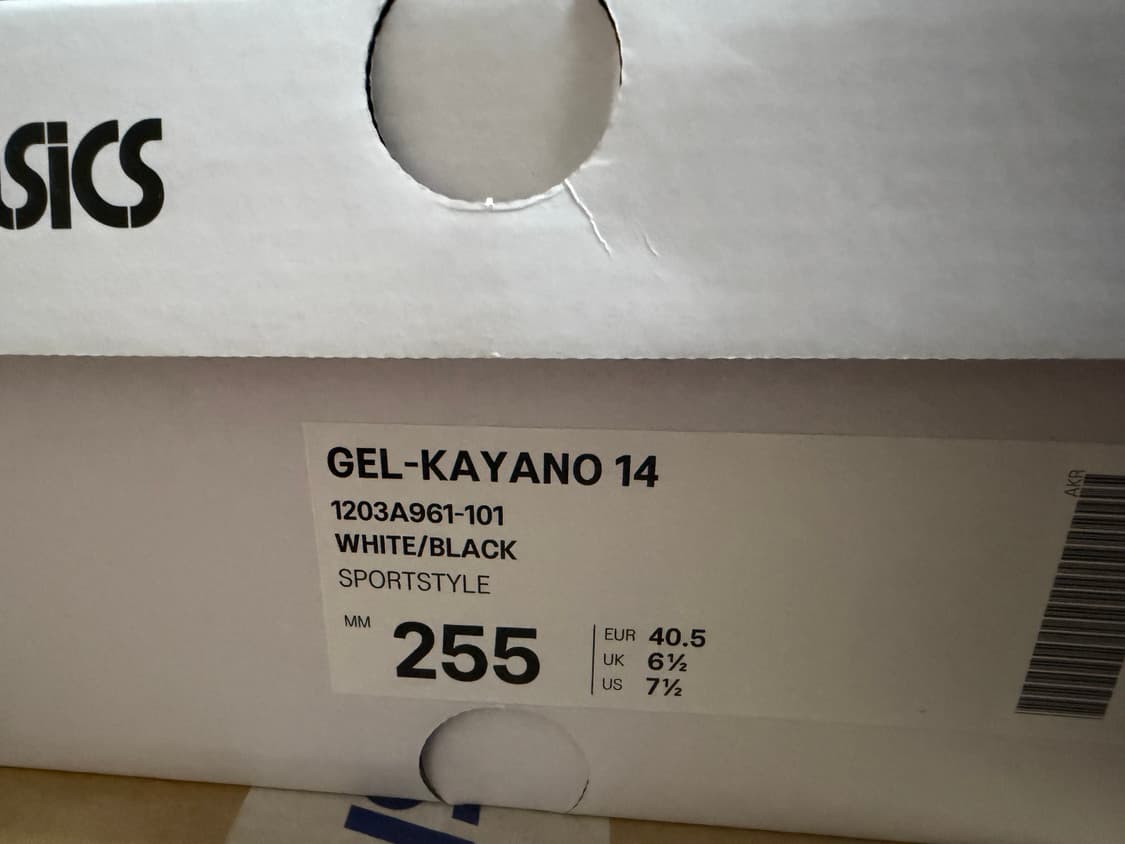 asics
GEL-KAYANO 14
1203A961-101
WHITE/BLACK
SPORTSTYLE
MM 255
EUR 40.5
UK 6½
US 7½
AKR